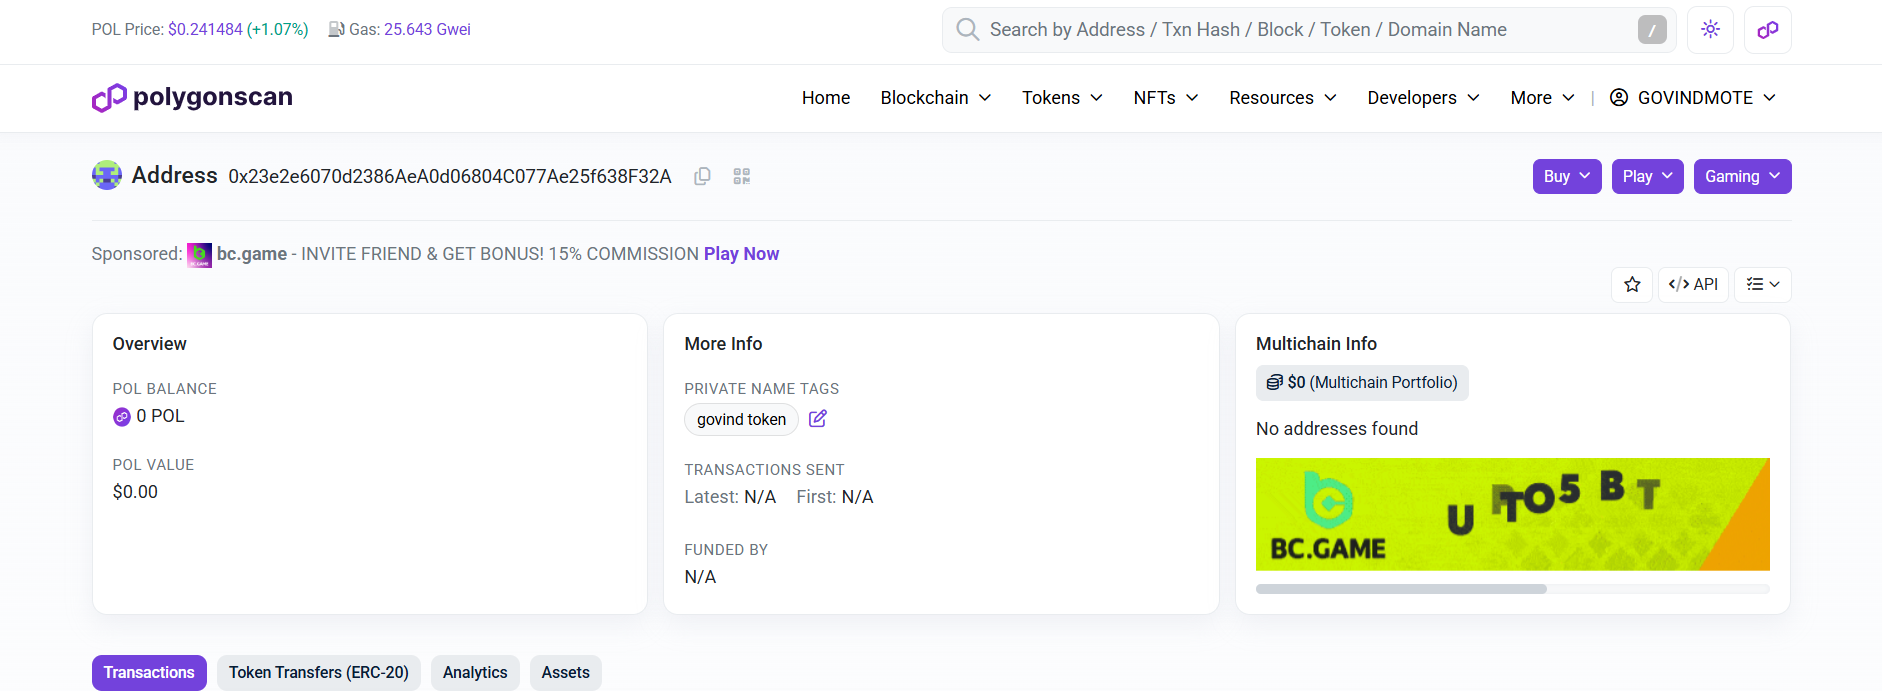 POL Price: $0.241484 (+1.07%) Gas: 25.643 Gwei
Search by Address / Txn Hash / Block / Token / Domain Name /
polygonscan
Home Blockchain Tokens NFTs Resources Developers More | GOVINDMOTE
Address 0x23e2e6070d2386AeA0d06804C077Ae25f638F32A
Buy Play Gaming
Sponsored: bc.game - INVITE FRIEND & GET BONUS! 15% COMMISSION Play Now
</> API
Overview
POL BALANCE
0 POL
POL VALUE
$0.00
More Info
PRIVATE NAME TAGS
govind token
TRANSACTIONS SENT
Latest: N/A First: N/A
FUNDED BY
N/A
Multichain Info
$0 (Multichain Portfolio)
No addresses found
BC.GAME
UPTO5 BT
Transactions Token Transfers (ERC-20) Analytics Assets